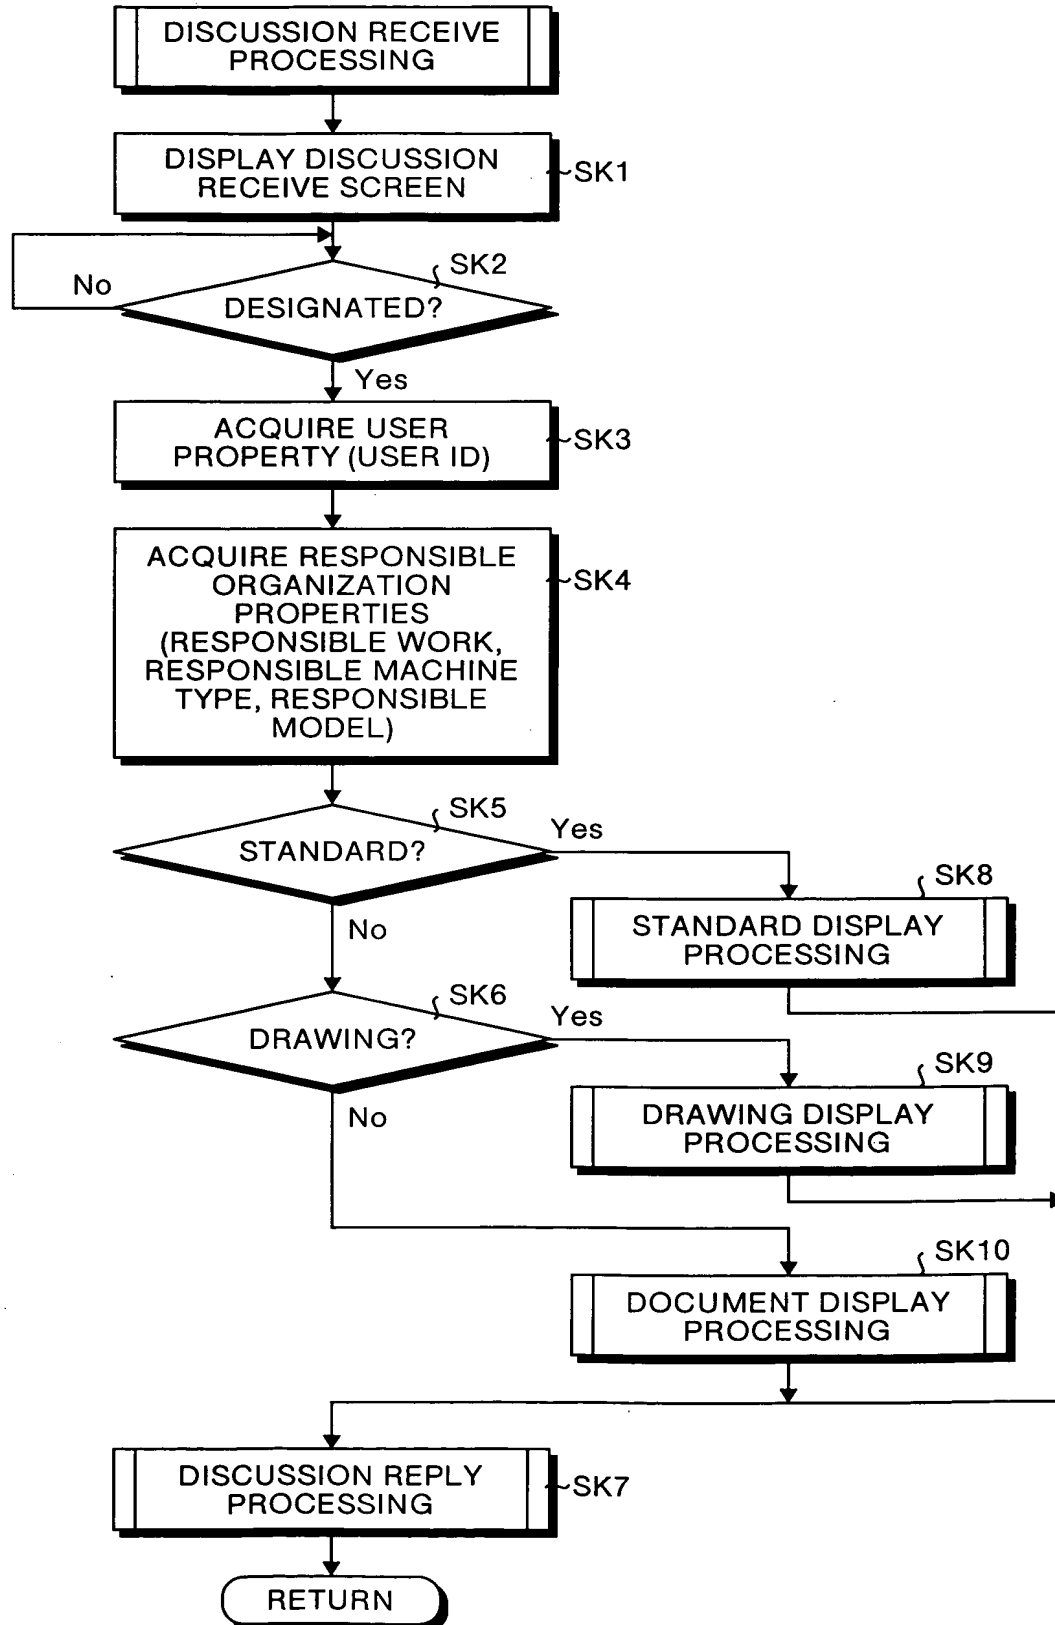 DISCUSSION RECEIVE
PROCESSING
DISPLAY DISCUSSION
RECEIVE SCREEN
SK1
SK2
No
DESIGNATED?
Yes
ACQUIRE USER
PROPERTY (USER ID)
SK3
ACQUIRE RESPONSIBLE
ORGANIZATION
PROPERTIES
(RESPONSIBLE WORK,
RESPONSIBLE MACHINE
TYPE, RESPONSIBLE
MODEL)
SK4
SK5
STANDARD?
Yes
No
SK8
STANDARD DISPLAY
PROCESSING
SK6
DRAWING?
Yes
No
SK9
DRAWING DISPLAY
PROCESSING
SK10
DOCUMENT DISPLAY
PROCESSING
DISCUSSION REPLY
PROCESSING
SK7
RETURN